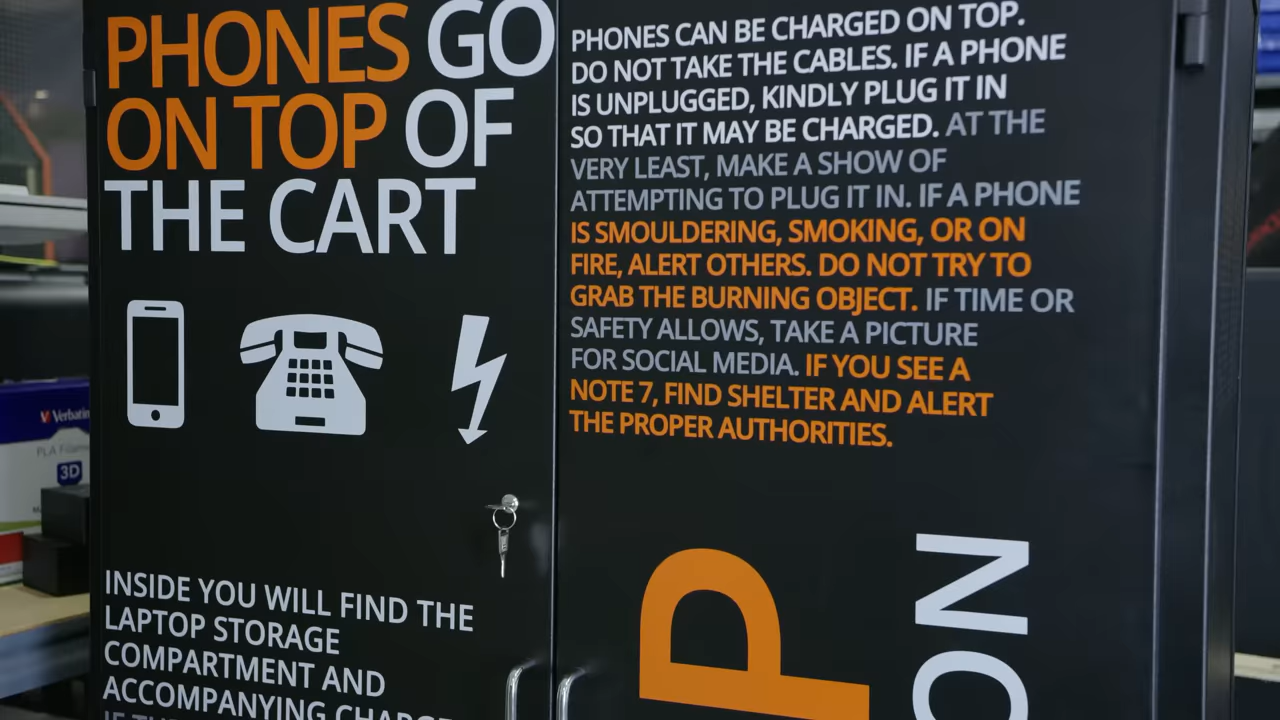 PHONES GO
ON TOP OF
THE CART
PHONES CAN BE CHARGED ON TOP.
DO NOT TAKE THE CABLES. IF A PHONE
IS UNPLUGGED, KINDLY PLUG IT IN
SO THAT IT MAY BE CHARGED. AT THE
VERY LEAST, MAKE A SHOW OF
ATTEMPTING TO PLUG IT IN. IF A PHONE
IS SMOULDERING, SMOKING, OR ON
FIRE, ALERT OTHERS. DO NOT TRY TO
GRAB THE BURNING OBJECT. IF TIME OR
SAFETY ALLOWS, TAKE A PICTURE
FOR SOCIAL MEDIA. IF YOU SEE A
NOTE 7, FIND SHELTER AND ALERT
THE PROPER AUTHORITIES.
INSIDE YOU WILL FIND THE
LAPTOP STORAGE
COMPARTMENT AND
ACCOMPANYING
P
ON
Verbatim
PLA
3D